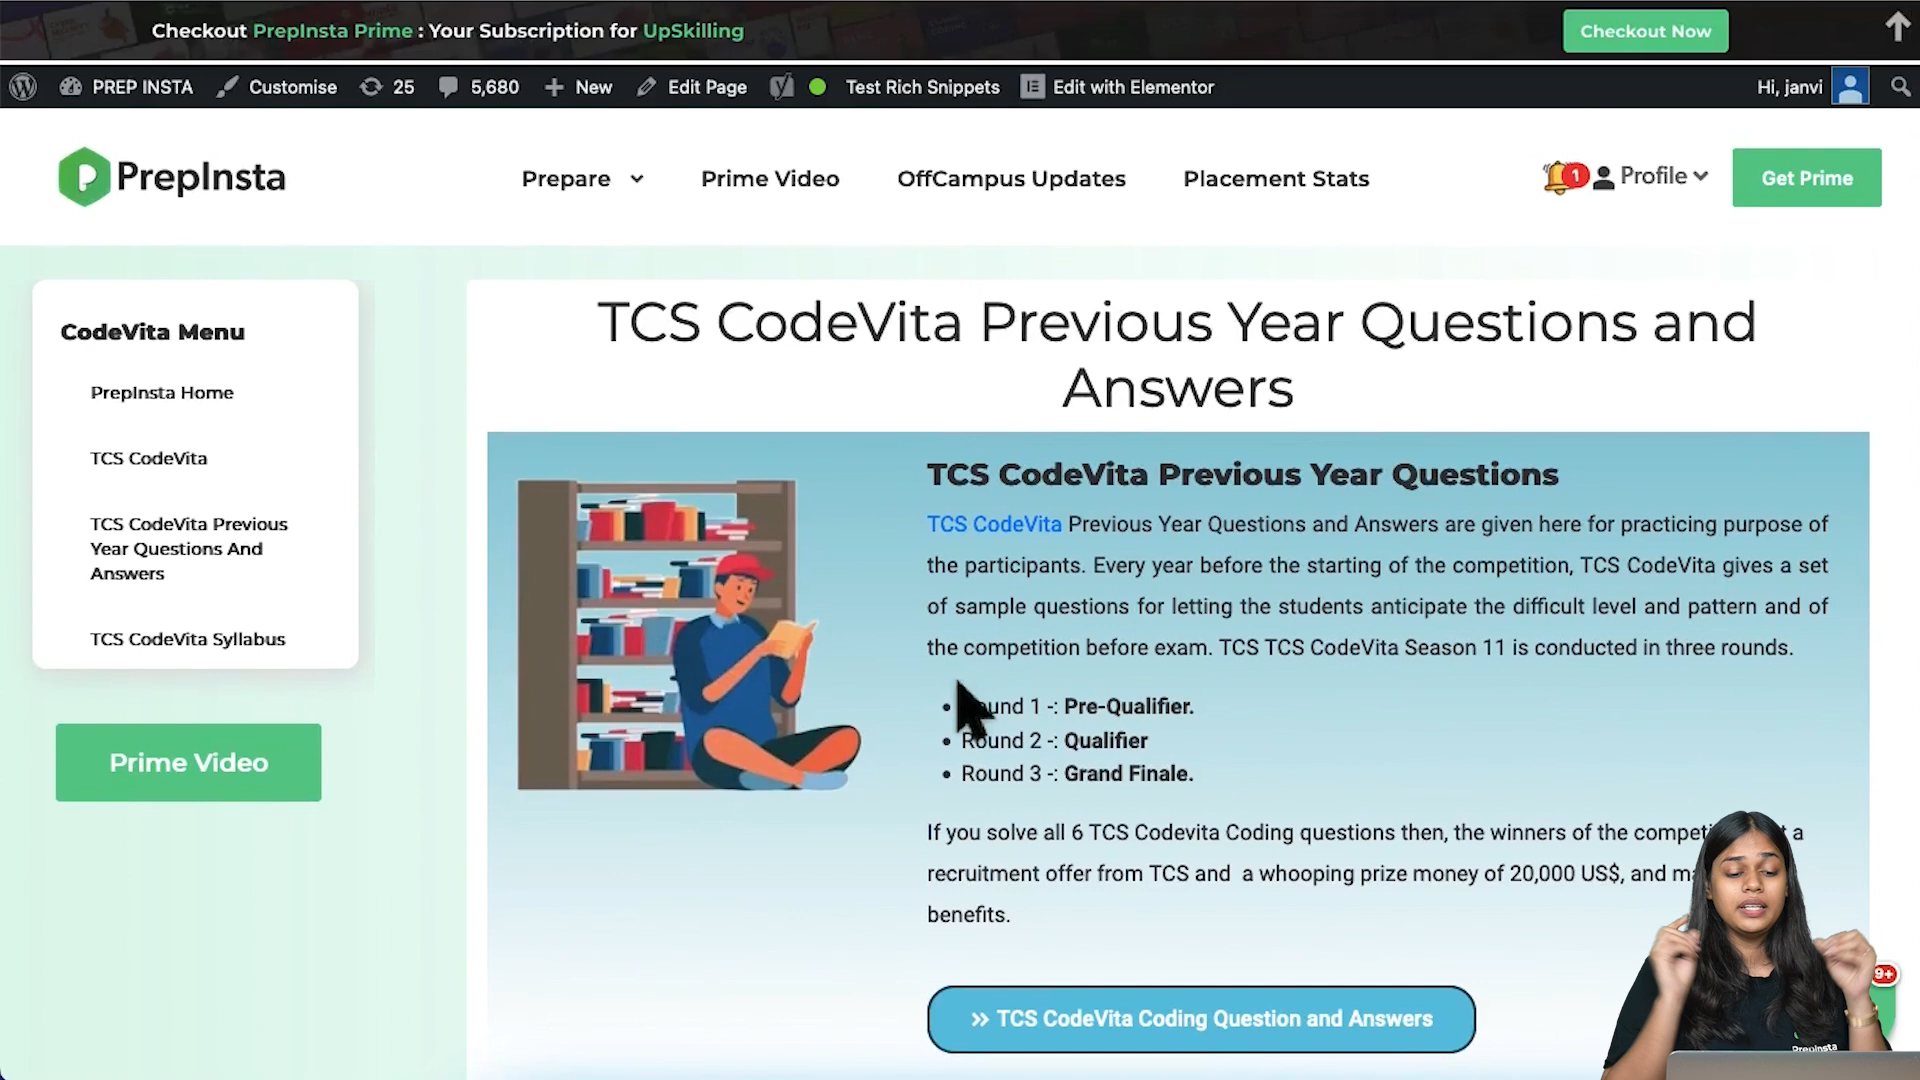 Checkout PrepInsta Prime : Your Subscription for UpSkilling
Checkout Now
PREP INSTA
Customise
25
5,680
New
Edit Page
Test Rich Snippets
Edit with Elementor
Hi, janvi
PrepInsta
Prepare
Prime Video
OffCampus Updates
Placement Stats
1
Profile
Get Prime
CodeVita Menu
PrepInsta Home
TCS CodeVita
TCS CodeVita Previous
Year Questions And
Answers
TCS CodeVita Syllabus
Prime Video
TCS CodeVita Previous Year Questions and
Answers
TCS CodeVita Previous Year Questions
TCS CodeVita Previous Year Questions and Answers are given here for practicing purpose of
the participants. Every year before the starting of the competition, TCS CodeVita gives a set
of sample questions for letting the students anticipate the difficult level and pattern and of
the competition before exam. TCS TCS CodeVita Season 11 is conducted in three rounds.
• 1 -: Pre-Qualifier.
• Round 2 -: Qualifier
• Round 3 -: Grand Finale.
If you solve all 6 TCS Codevita Coding questions then, the winners of the a
recruitment offer from TCS and a whooping prize money of 20,000 US$, and
benefits.
» TCS CodeVita Coding Question and Answers
9+
PrepInsta